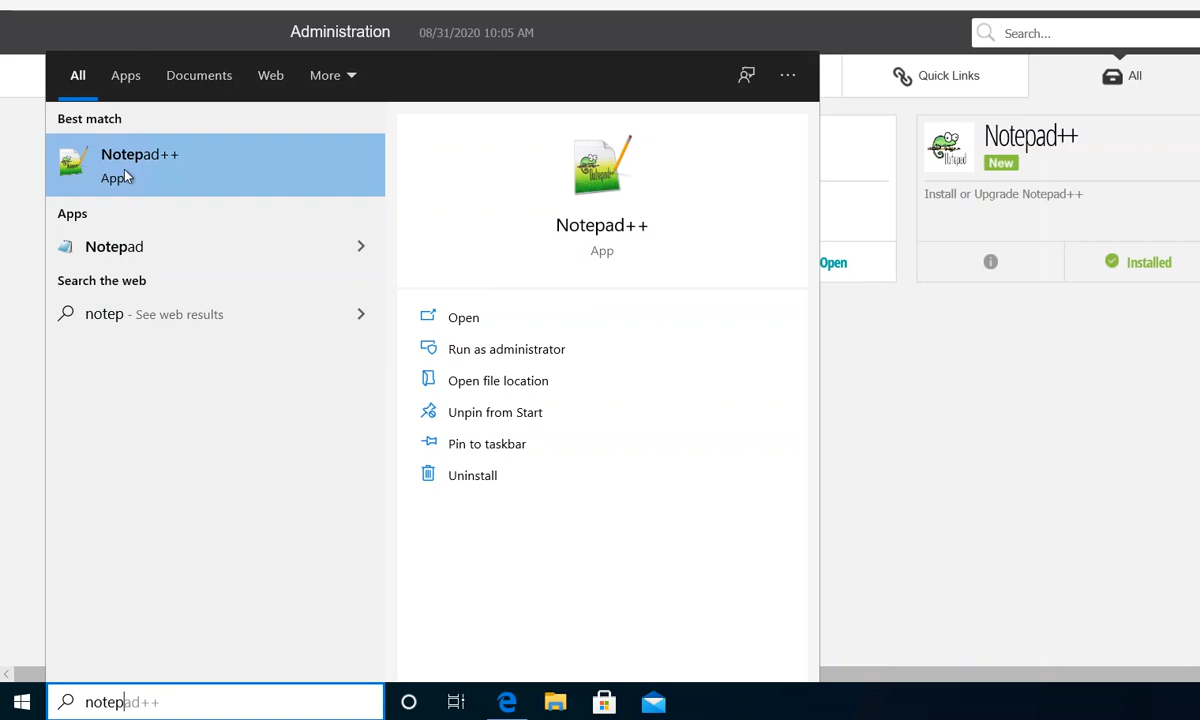 Administration
08/31/2020 10:05 AM
Search...
All
Apps
Documents
Web
More
Quick Links
All
Best match
Notepad++
App
Apps
Notepad
Search the web
notep - See web results
Notepad++
App
Open
Run as administrator
Open file location
Unpin from Start
Pin to taskbar
Uninstall
Open
Notepad
Notepad++
New
Install or Upgrade Notepad++
Installed
notepad++